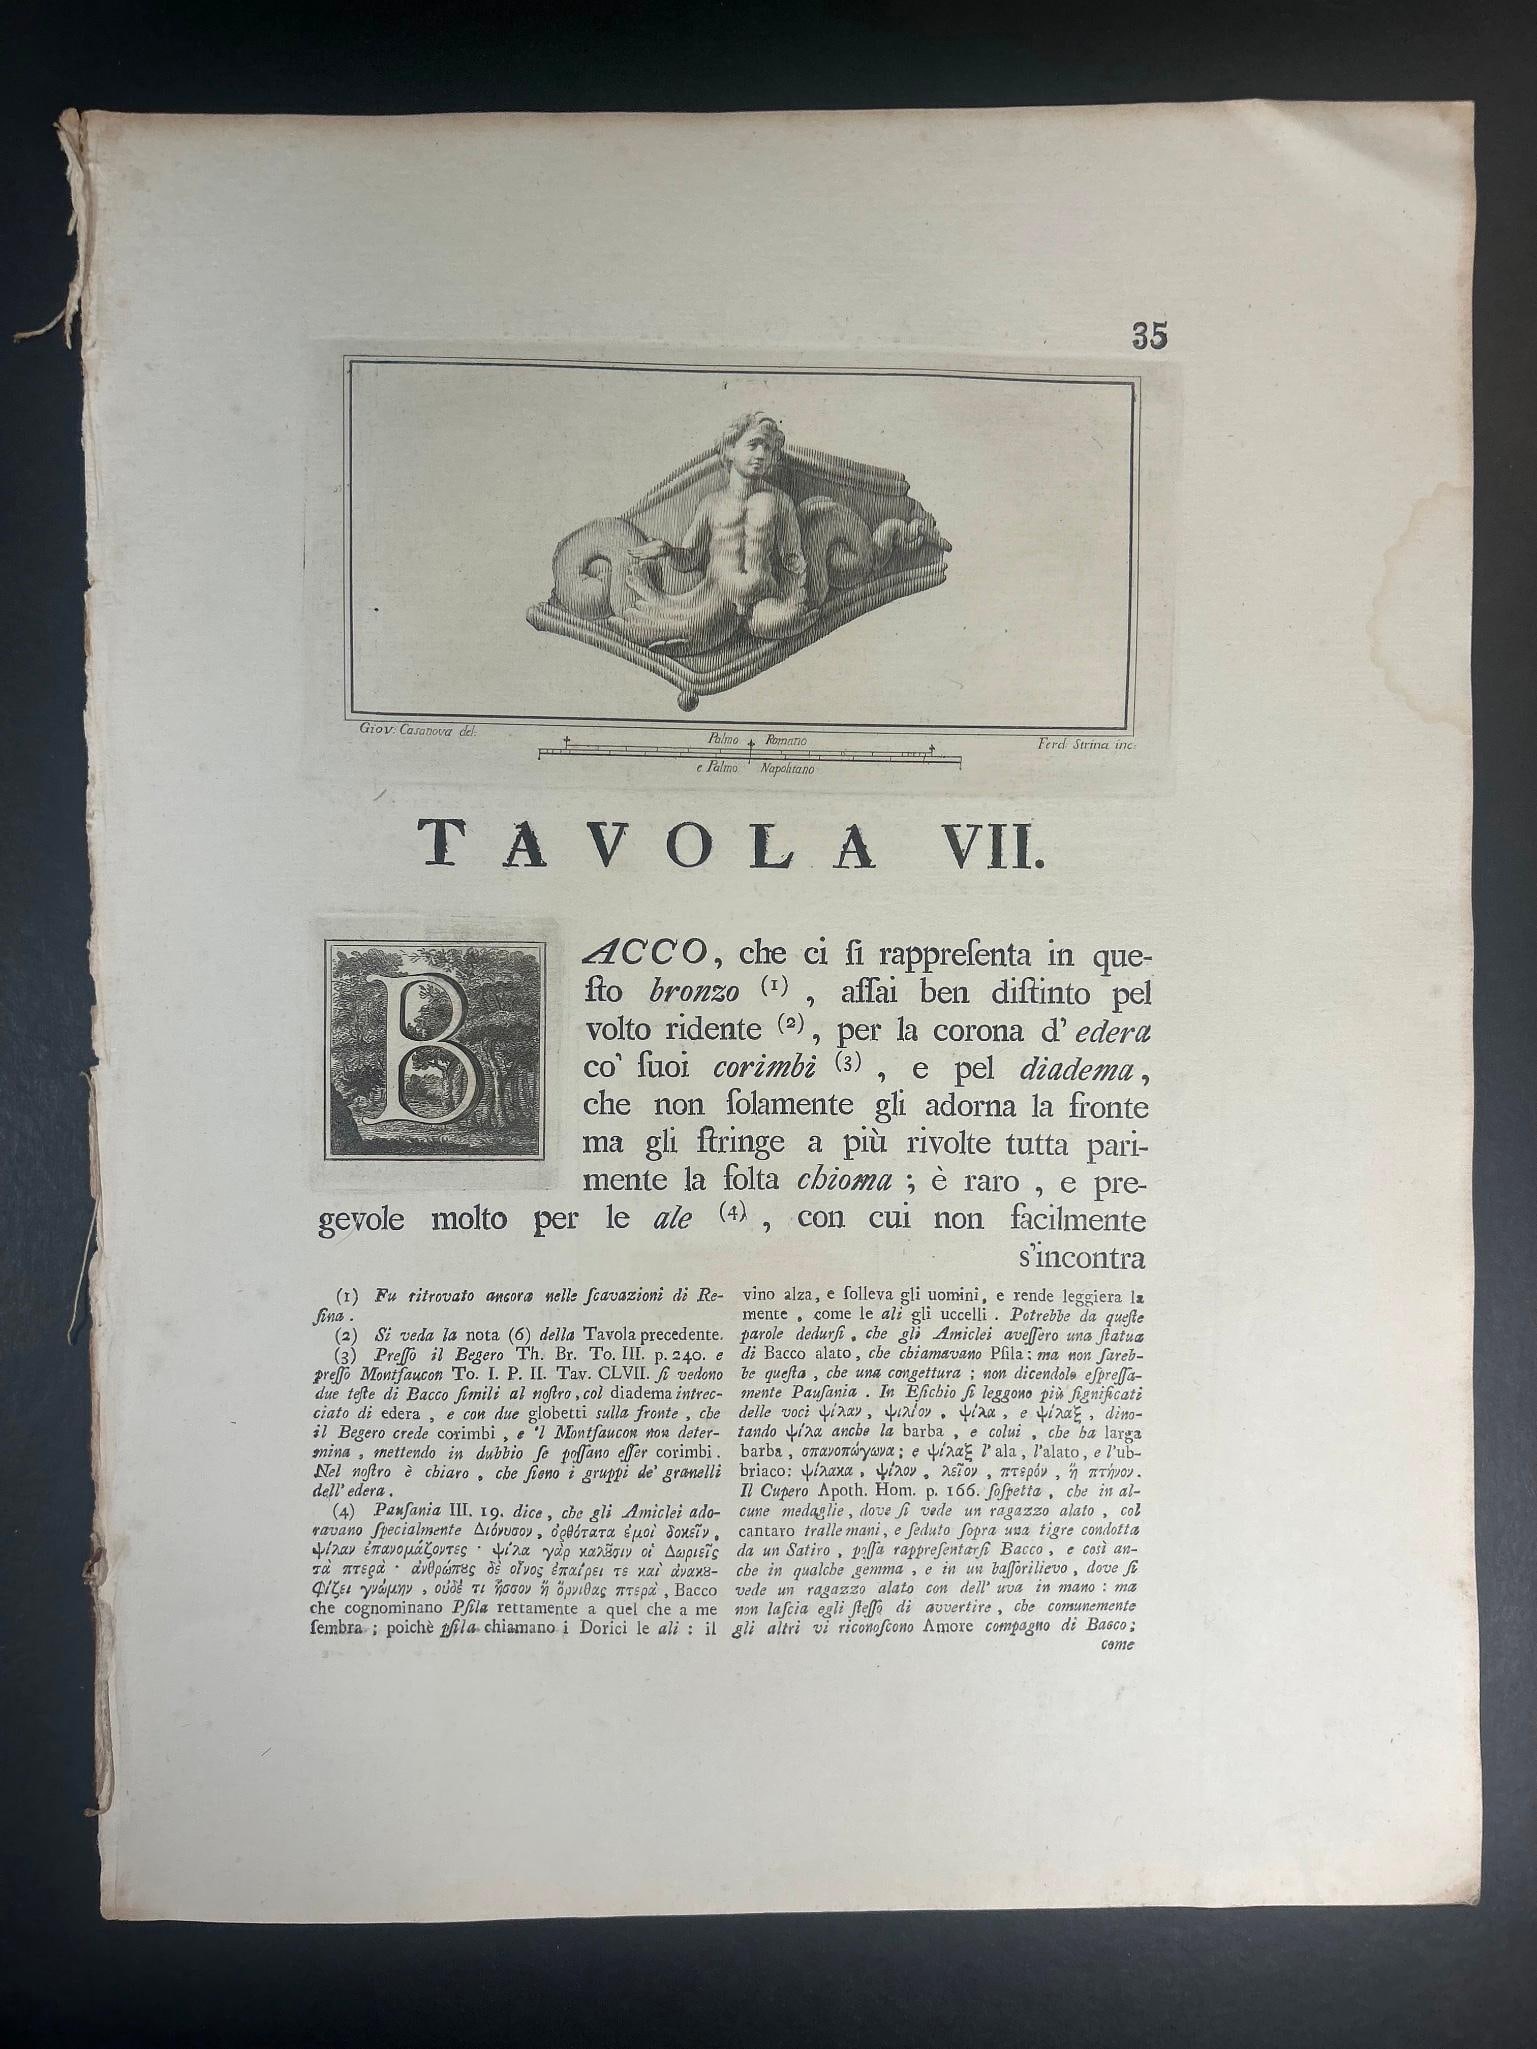 35
Giov: Casanova del:
Palmo Romano
e Palmo Napolitano
Ferd: Strina inc:
TAVOLA VII.
BACCO, che ci ſi rappreſenta in que-
ſto bronzo (1) , aſſai ben diſtinto pel
volto ridente (2), per la corona d' edera
co' ſuoi corimbi (3) , e pel diadema,
che non ſolamente gli adorna la fronte
ma gli ſtringe a più rivolte tutta pari-
mente la folta chioma ; è raro , e pre-
gevole molto per le ale (4) , con cui non facilmente
s'incontra
(1) Fu ritrovato ancora nelle ſcavazioni di Re-
ſina .
(2) Si veda la nota (6) della Tavola precedente.
(3) Preſſo il Begero Th. Br. To. III. p. 240. e
preſſo Montfaucon To. I. P. II. Tav. CLVII. ſi vedono
due teſte di Bacco ſimili al noſtro, col diadema intrec-
ciato di edera , e con due globetti sulla fronte , che
il Begero crede corimbi , e 'l Montfaucon non deter-
mina , mettendo in dubbio ſe poſſano eſſer corimbi .
Nel noſtro è chiaro , che ſieno i gruppi de' granelli
dell'edera .
(4) Pauſania III. 19. dice, che gli Amiclei ado-
ravano ſpecialmente Διόνυσον, ὀρθότατα ἐμοὶ δοκεῖν,
ψίλαν ἐπανομάζοντες · ψίλα γὰρ καλȣ͂σιν οἱ Δωριεῖς
τὰ πτερά · ἀνθρώπȣς δὲ οἶνος ἐπαίρει τε καὶ ἀνακȣ-
φίζει γνώμην , οὐδέ τι ἧσσον ἢ ὄρνιθας πτερὰ, Bacco
che cognominano Pſila rettamente a quel che a me
ſembra ; poichè pſila chiamano i Dorici le ali : il
vino alza, e ſolleva gli uomini, e rende leggiera la
mente , come le ali gli uccelli . Potrebbe da queſte
parole dedurſi , che gli Amiclei aveſſero una ſtatua
di Bacco alato, che chiamavano Pſila; ma non ſareb-
be queſta , che una congettura ; non dicendolo eſpreſſa-
mente Pauſania . In Eſichio ſi leggono più ſignificati
delle voci ψίλαν, ψιλίον, ψίλα, e ψίλαξ, dino-
tando ψίλα anche la barba , e colui , che ha larga
barba, σπανοπώγωνα; e ψίλαξ l'ala, l'alato, e l'ub-
briaco: ψίλακα, ψίλον, λεῖον, πτερόν, ἢ πτήνον.
Il Cupero Apoth. Hom. p. 166. ſoſpetta , che in al-
cune medaglie, dove ſi vede un ragazzo alato , col
cantaro tralle mani, e ſeduto ſopra una tigre condotta
da un Satiro , poſſa rappreſentarſi Bacco, e così an-
che in qualche gemma , e in un baſſorilievo, dove ſi
vede un ragazzo alato con dell' uva in mano : ma
non laſcia egli ſteſſo di avvertire, che comunemente
gli altri vi riconoſcono Amore compagno di Bacco;
come